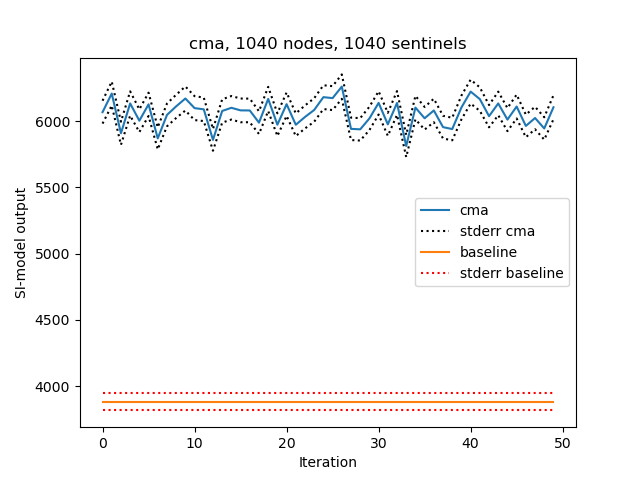 cma, 1040 nodes, 1040 sentinels
SI-model output
6000
5500
5000
4500
4000
cma
stderr cma
baseline
stderr baseline
0
10
20
30
40
50
Iteration